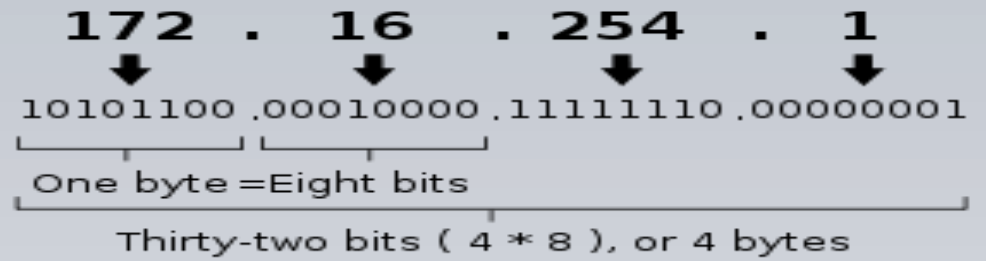 172 . 16 . 254 . 1
10101100 .00010000 .11111110 .00000001
One byte =Eight bits
Thirty-two bits ( 4 * 8 ), or 4 bytes